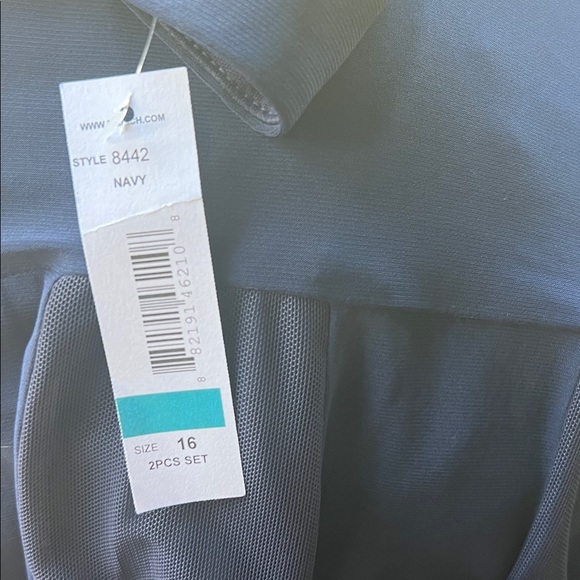 STYLE 8442
NAVY
8 82191 46210 8
SIZE 16
2PCS SET